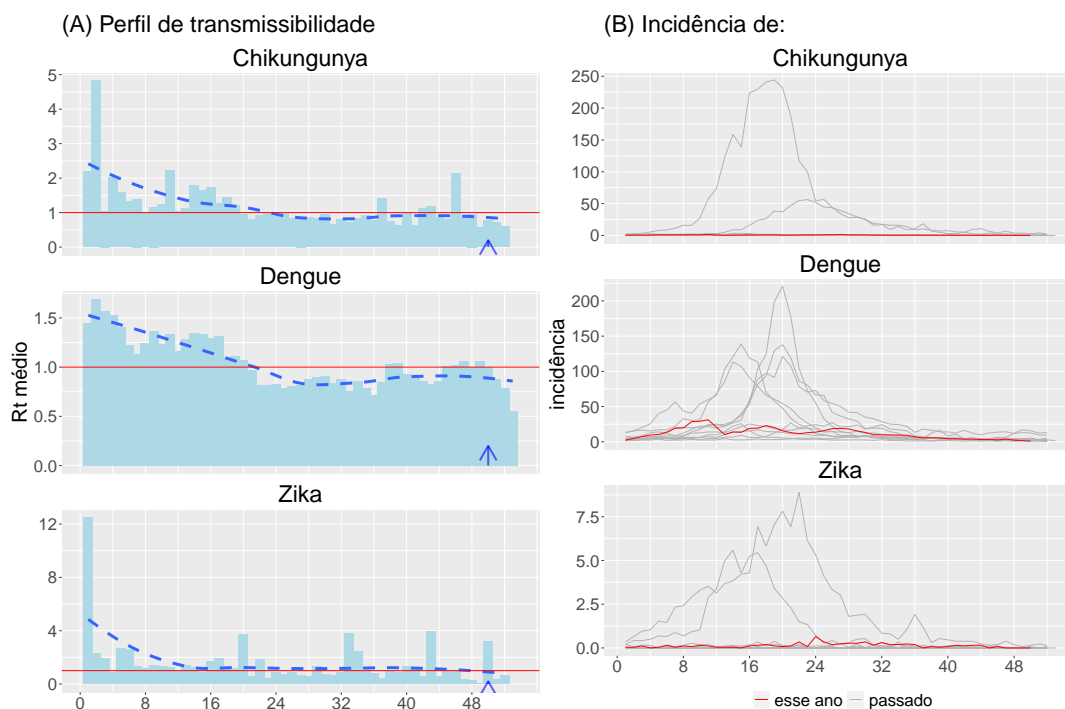 (A) Perfil de transmissibilidade
Chikungunya
5
4
3
2
1
0
Dengue
Rt médio
1.5
1.0
0.5
0.0
Zika
12
8
4
0
0 8 16 24 32 40 48
(B) Incidência de:
Chikungunya
250
200
150
100
50
0
Dengue
incidência
200
150
100
50
0
Zika
7.5
5.0
2.5
0.0
0 8 16 24 32 40 48
esse ano passado